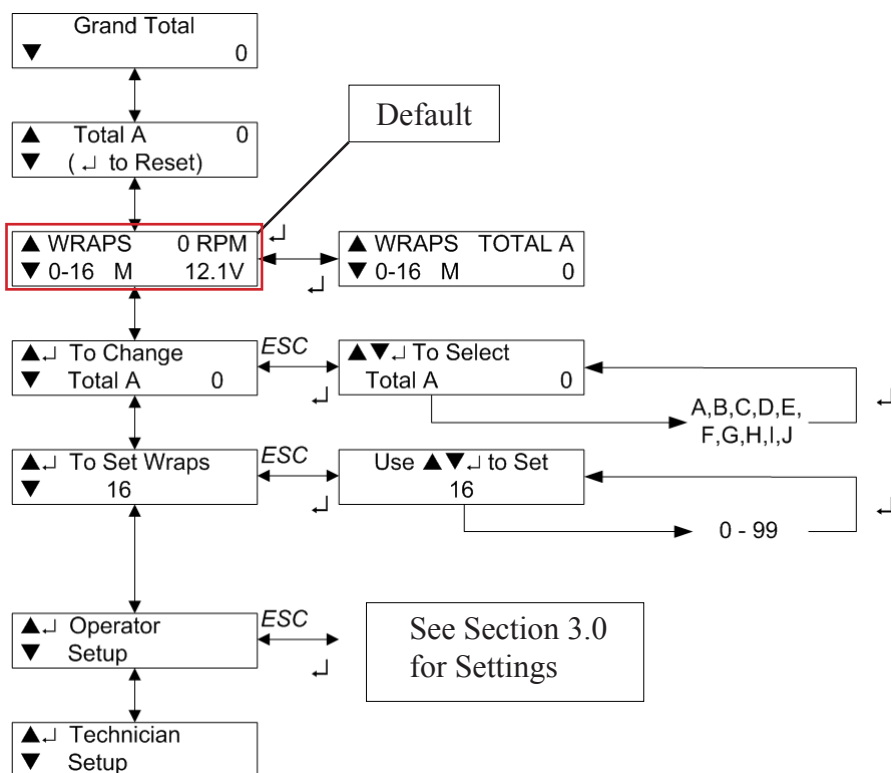 Grand Total
▼ 0
▲ Total A 0
▼ (↵ to Reset)
Default
▲ WRAPS 0 RPM
▼ 0-16 M 12.1V
↵
↵
▲ WRAPS TOTAL A
▼ 0-16 M 0
▲↵ To Change
▼ Total A 0
ESC
↵
▲▼↵ To Select
Total A 0
A,B,C,D,E,
F,G,H,I,J
↵
▲↵ To Set Wraps
▼ 16
ESC
↵
Use ▲▼↵ to Set
16
0 - 99
↵
▲↵ Operator
▼ Setup
ESC
↵
See Section 3.0
for Settings
▲↵ Technician
▼ Setup